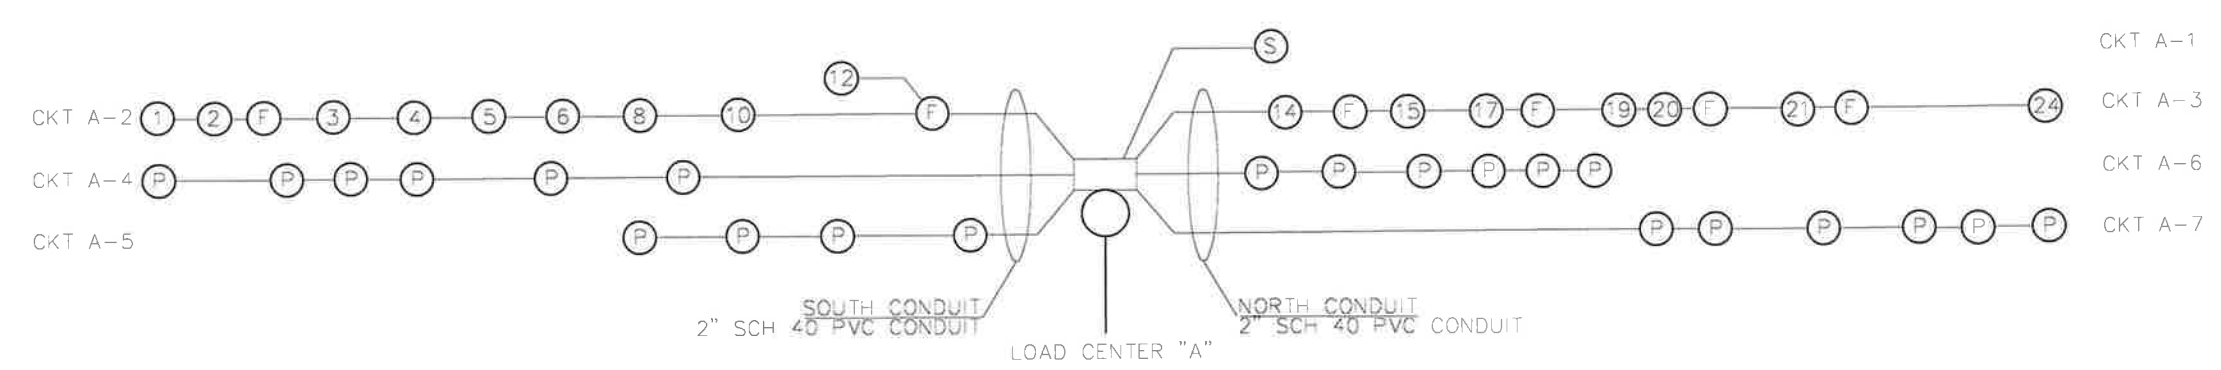 S
CKT A-1
12
CKT A-2 1 2 F 3 4 5 6 8 10 F 14 F 15 17 F 19 20 F 21 F 24 CKT A-3
CKT A-4 P P P P P P P P P P P P CKT A-6
CKT A-5 P P P P P P P P P P CKT A-7
SOUTH CONDUIT
2" SCH 40 PVC CONDUIT
NORTH CONDUIT
2" SCH 40 PVC CONDUIT
LOAD CENTER "A"